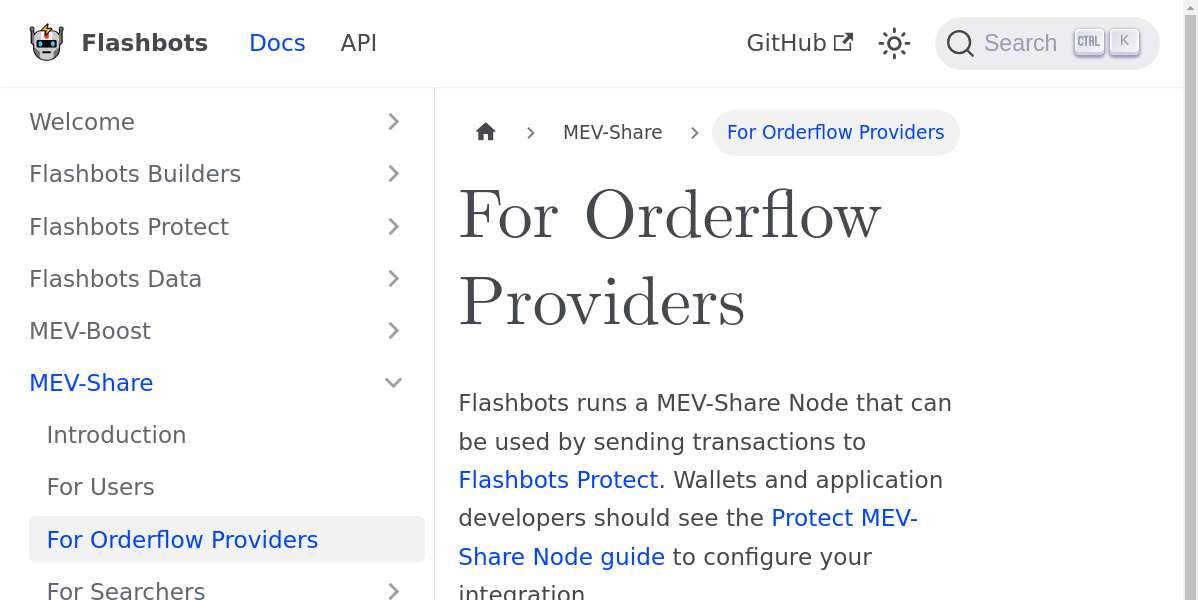 Flashbots Docs API GitHub Search CTRL K
Welcome
Flashbots Builders
Flashbots Protect
Flashbots Data
MEV-Boost
MEV-Share
Introduction
For Users
For Orderflow Providers
For Searchers
MEV-Share For Orderflow Providers
For Orderflow
Providers
Flashbots runs a MEV-Share Node that can
be used by sending transactions to
Flashbots Protect. Wallets and application
developers should see the Protect MEV-
Share Node guide to configure your
integration.